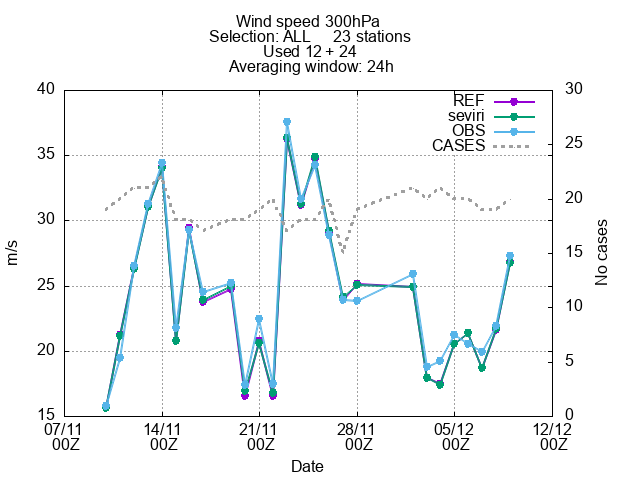 Wind speed 300hPa
Selection: ALL 23 stations
Used 12 + 24
Averaging window: 24h
REF
seviri
OBS
CASES
m/s
40
35
30
25
20
15
No cases
30
25
20
15
10
5
0
07/11 14/11 21/11 28/11 05/12 12/12
00Z 00Z 00Z 00Z 00Z 00Z
Date